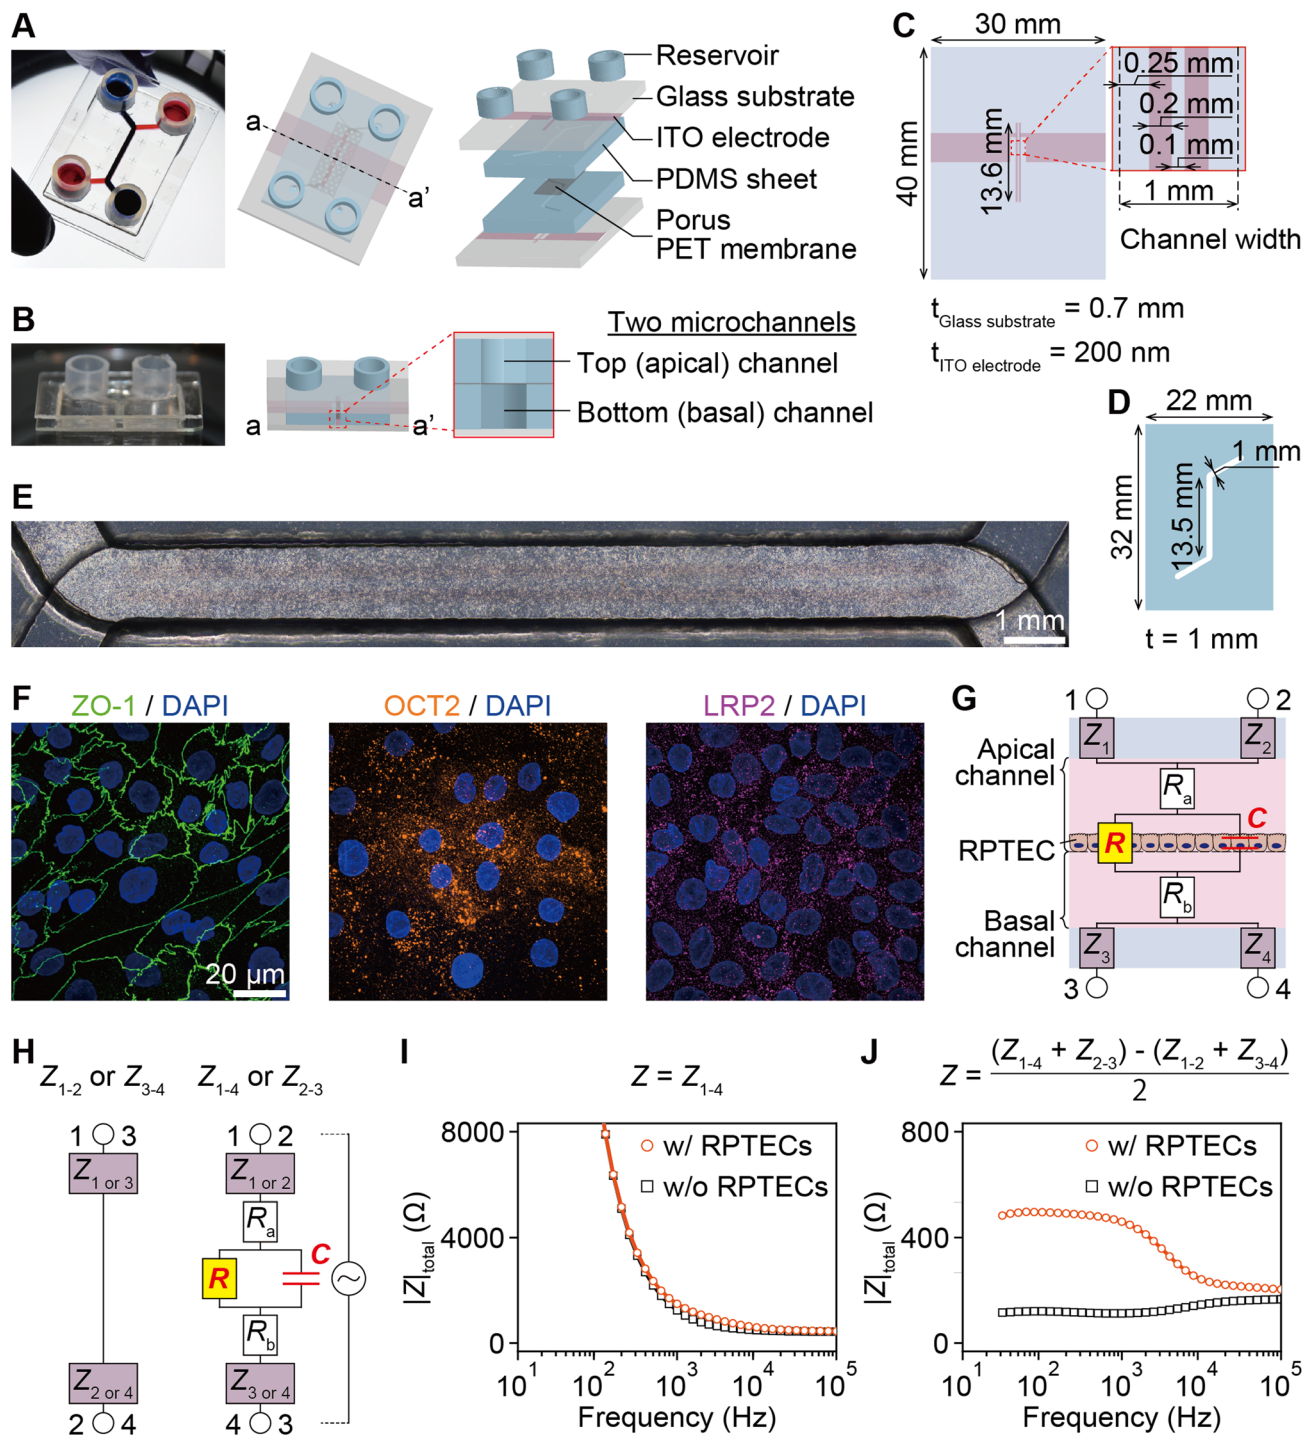 A
Reservoir
Glass substrate
ITO electrode
PDMS sheet
Porus
PET membrane
a
a'
B
Two microchannels
Top (apical) channel
Bottom (basal) channel
a
a'
C
30 mm
40 mm
13.6 mm
0.25 mm
0.2 mm
0.1 mm
1 mm
Channel width
tGlass substrate = 0.7 mm
tITO electrode = 200 nm
D
22 mm
32 mm
13.5 mm
1 mm
t = 1 mm
E
1 mm
F
ZO-1 / DAPI
OCT2 / DAPI
LRP2 / DAPI
20 µm
G
1
2
Z1
Z2
Apical
channel
Ra
C
RPTEC
R
Rb
Basal
channel
Z3
Z4
3
4
H
Z1-2 or Z3-4
Z1-4 or Z2-3
1
3
1
2
Z1 or 3
Z1 or 2
Ra
R
C
Rb
Z2 or 4
Z3 or 4
2
4
4
3
I
Z = Z1-4
w/ RPTECs
w/o RPTECs
|Z|total (Ω)
8000
4000
0
10^1
10^2
10^3
10^4
10^5
Frequency (Hz)
J
Z = (Z1-4 + Z2-3) - (Z1-2 + Z3-4)
2
w/ RPTECs
w/o RPTECs
|Z|total (Ω)
800
400
0
10^1
10^2
10^3
10^4
10^5
Frequency (Hz)